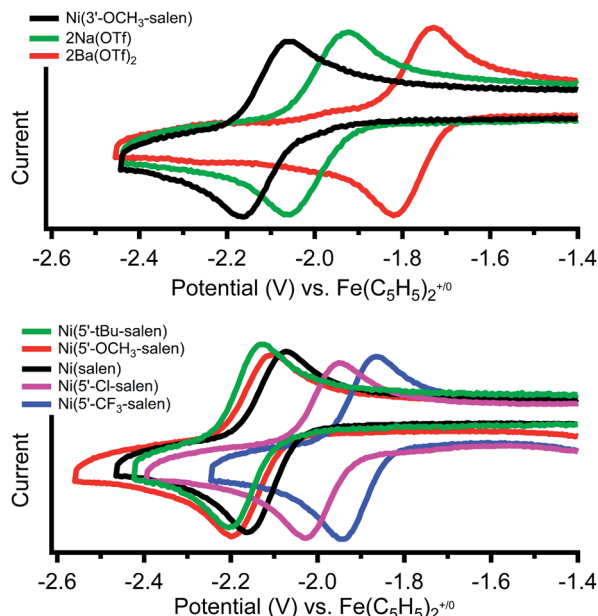 Ni(3'-OCH₃-salen)
2Na(OTf)
2Ba(OTf)₂
Current
-2.6 -2.4 -2.2 -2.0 -1.8 -1.6 -1.4
Potential (V) vs. Fe(C₅H₅)₂⁺ᐟ⁰
Ni(5'-tBu-salen)
Ni(5'-OCH₃-salen)
Ni(salen)
Ni(5'-Cl-salen)
Ni(5'-CF₃-salen)
Current
-2.6 -2.4 -2.2 -2.0 -1.8 -1.6 -1.4
Potential (V) vs. Fe(C₅H₅)₂⁺ᐟ⁰